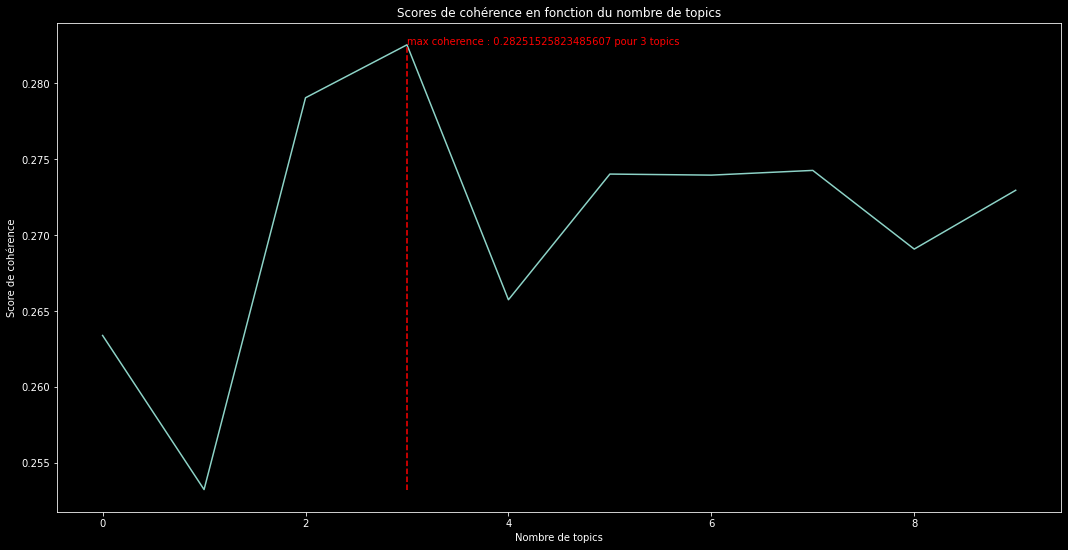 Scores de cohérence en fonction du nombre de topics
max coherence : 0.28251525823485607 pour 3 topics
0.280
0.275
0.270
0.265
0.260
0.255
Score de cohérence
0 2 4 6 8
Nombre de topics